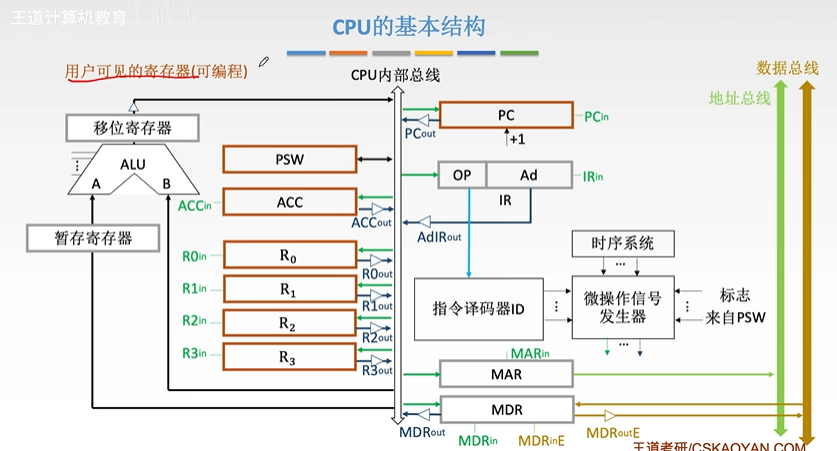 王道计算机教育
CPU的基本结构
用户可见的寄存器(可编程)
CPU内部总线
数据总线
地址总线
移位寄存器
ALU
A
B
暂存寄存器
PSW
ACC
ACCin
ACCout
R0
R0in
R0out
R1
R1in
R1out
R2
R2in
R2out
R3
R3in
R3out
PC
PCin
PCout
+1
OP
Ad
IR
IRin
AdIRout
时序系统
...
指令译码器ID
微操作信号
发生器
标志
来自PSW
...
MARin
MAR
MDR
MDRout
MDRin
MDRinE
MDRoutE
王道考研/CSKAOYAN.COM